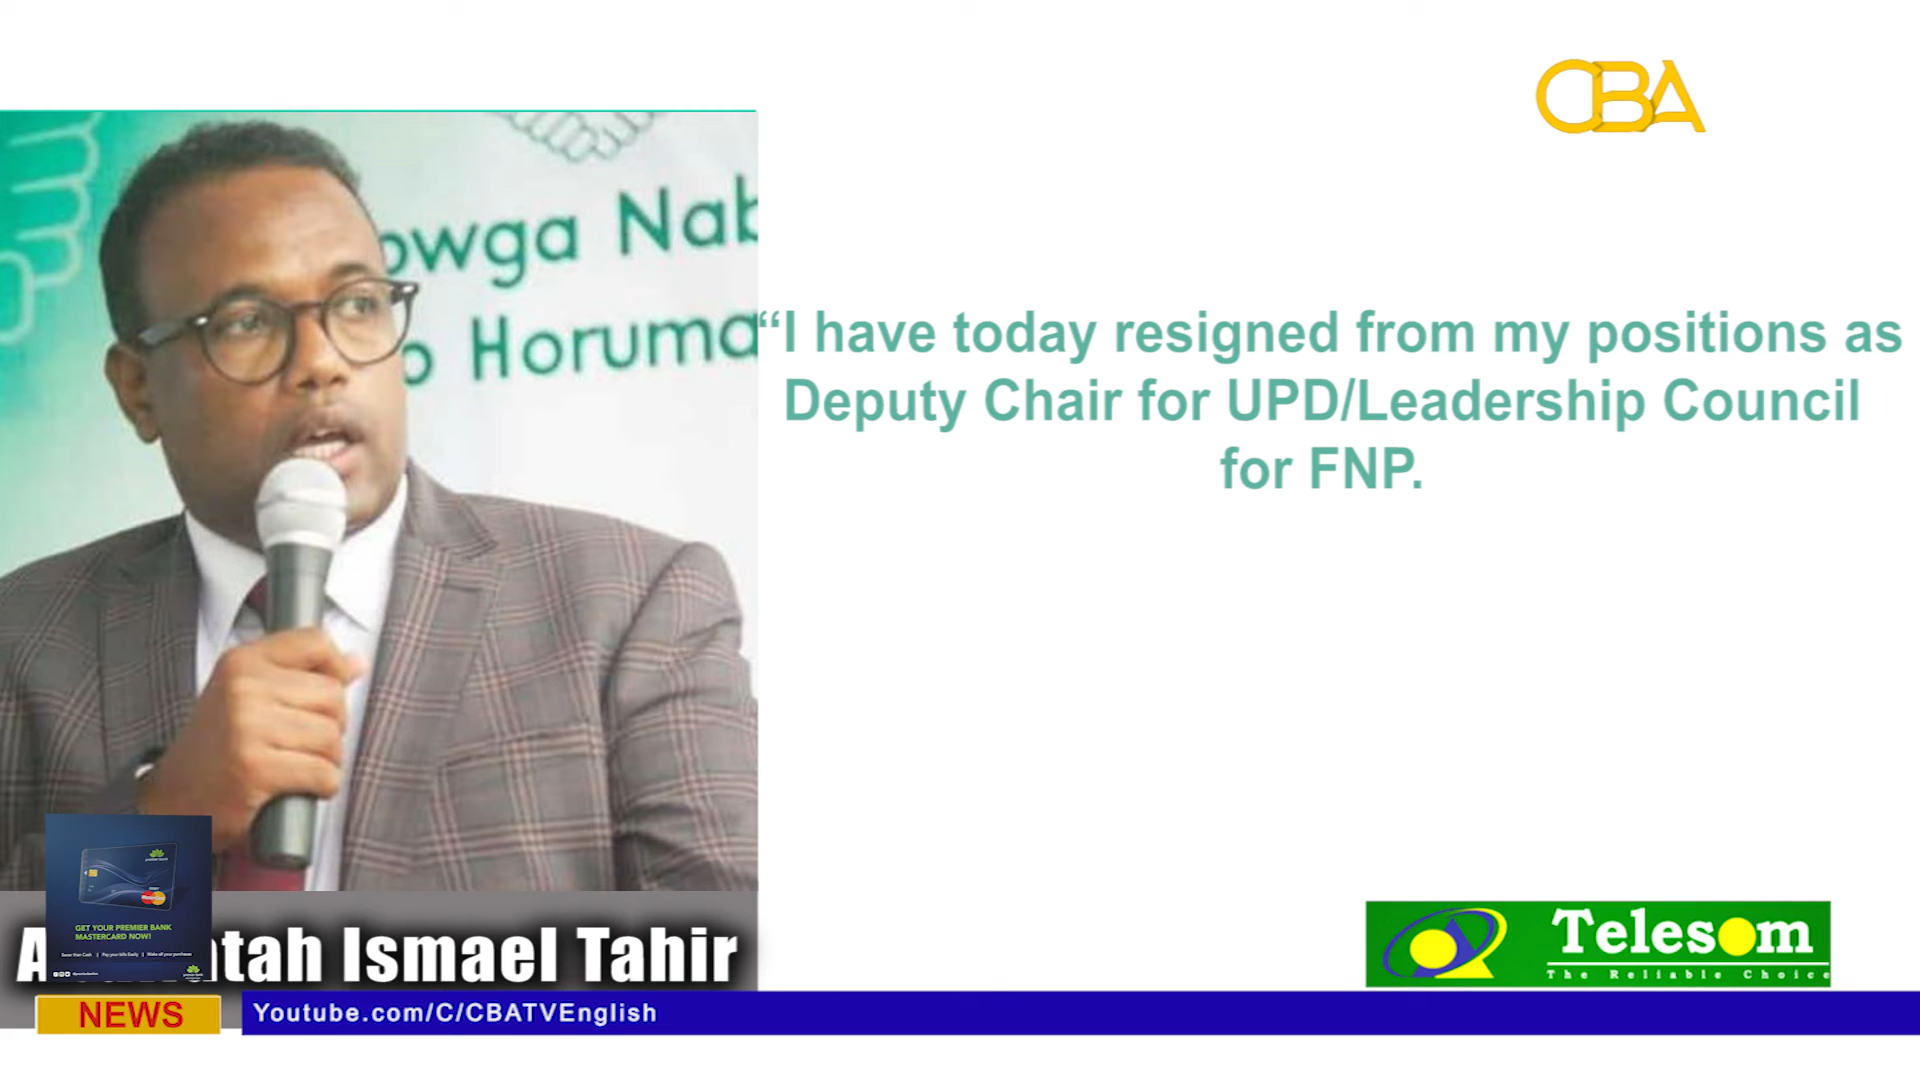 CBA
owga Nab
o Horuma
“I have today resigned from my positions as
Deputy Chair for UPD/Leadership Council
for FNP.
GET YOUR PREMIER BANK
MASTERCARD NOW!
tah Ismael Tahir
Telesom
The Reliable Choice
NEWS
Youtube.com/C/CBATVEnglish